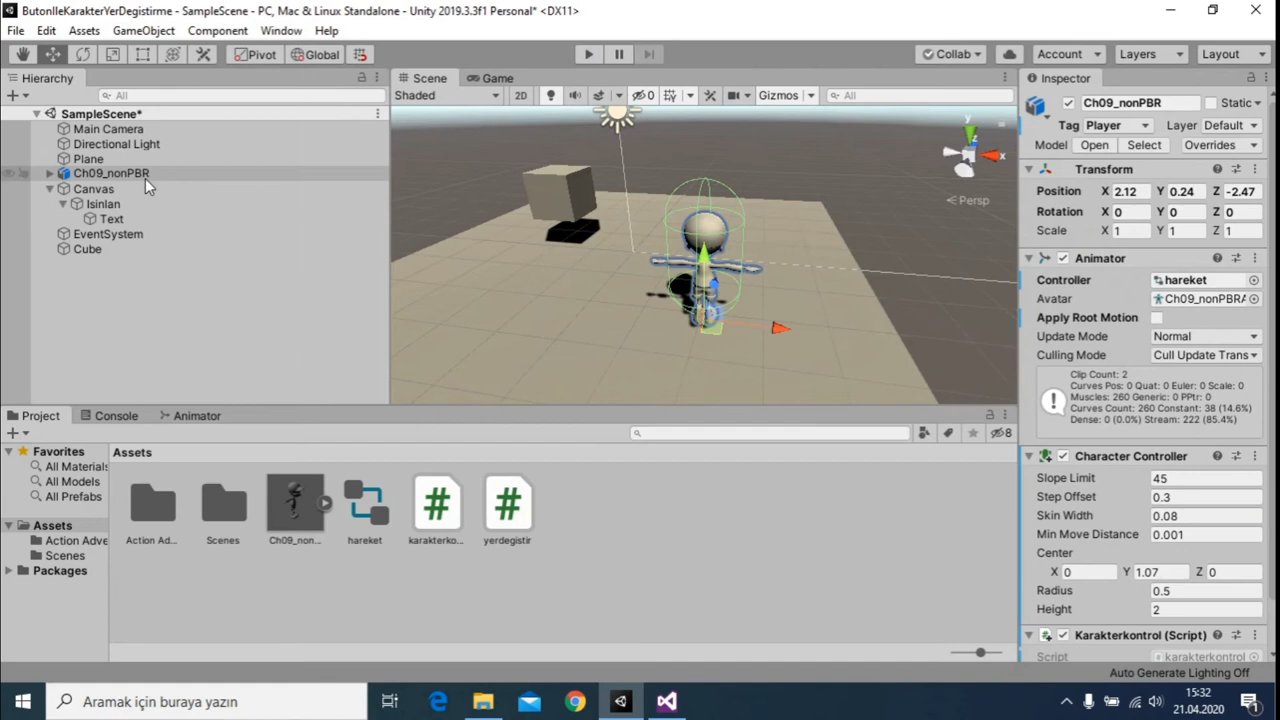 ButonIleKarakterYerDegistirme - SampleScene - PC, Mac & Linux Standalone - Unity 2019.3.3f1 Personal* <DX11>
File Edit Assets GameObject Component Window Help
Pivot Global Collab Account Layers Layout
Hierarchy
All
SampleScene*
Main Camera
Directional Light
Plane
Ch09_nonPBR
Canvas
Isinlan
Text
EventSystem
Cube
Scene Game
Shaded 2D 0 Gizmos All
y
z
x
Persp
Inspector
Ch09_nonPBR Static
Tag Player Layer Default
Model Open Select Overrides
Transform
Position X 2.12 Y 0.24 Z -2.47
Rotation X 0 Y 0 Z 0
Scale X 1 Y 1 Z 1
Animator
Controller hareket
Avatar Ch09_nonPBRA
Apply Root Motion
Update Mode Normal
Culling Mode Cull Update Trans
Clip Count: 2
Curves Pos: 0 Quat: 0 Euler: 0 Scale: 0
Muscles: 260 Generic: 0 PPtr: 0
Curves Count: 260 Constant: 38 (14.6%)
Dense: 0 (0.0%) Stream: 222 (85.4%)
Character Controller
Slope Limit 45
Step Offset 0.3
Skin Width 0.08
Min Move Distance 0.001
Center
X 0 Y 1.07 Z 0
Radius 0.5
Height 2
Karakterkontrol (Script)
Script karakterkontrol
Auto Generate Lighting Off
Project Console Animator
8
Favorites
All Materials
All Models
All Prefabs
Assets
Action Adve
Scenes
Packages
Assets
Action Ad... Scenes Ch09_non... hareket karakterko... yerdegistir
Aramak için buraya yazın
15:32
21.04.2020
1